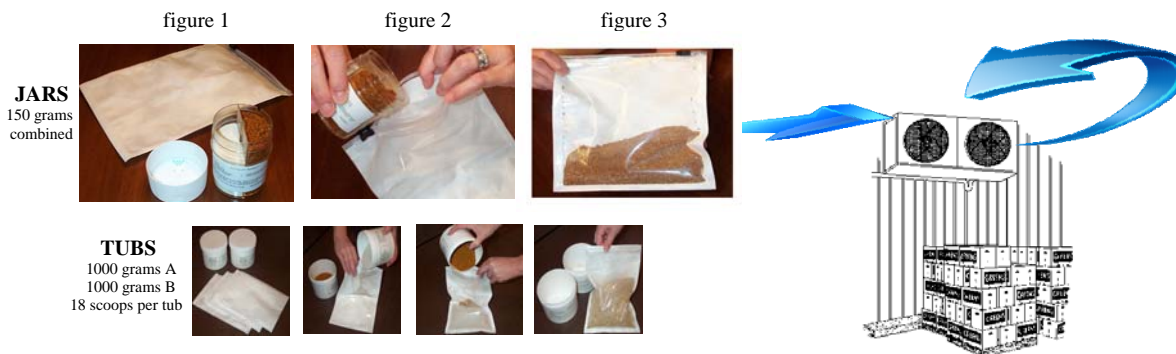 figure 1
figure 2
figure 3
JARS
150 grams
combined
TUBS
1000 grams A
1000 grams B
18 scoops per tub